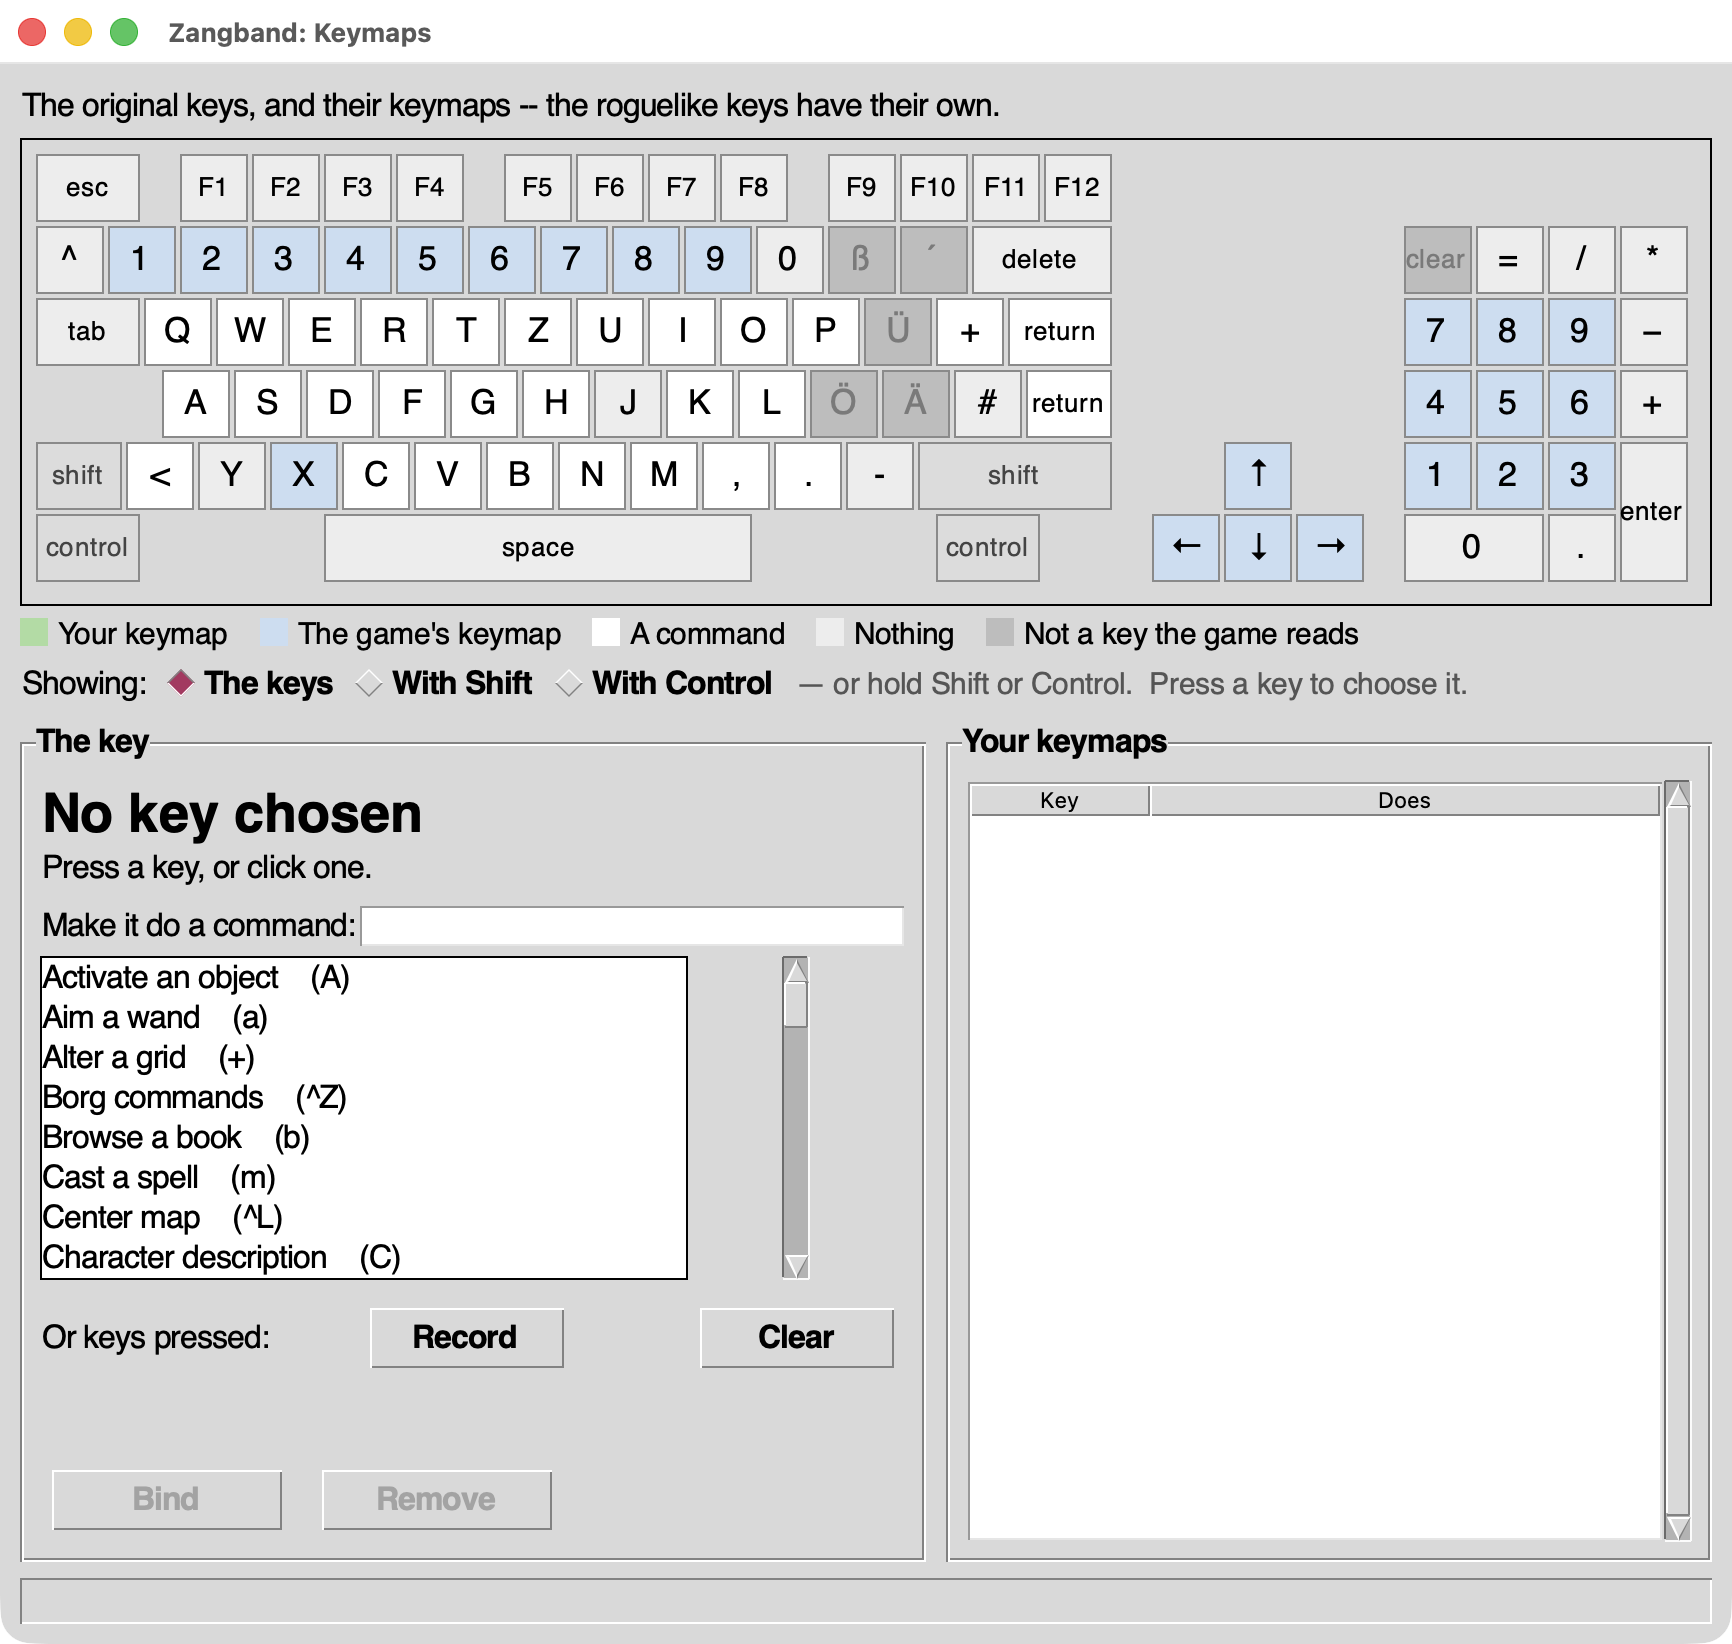 Zangband: Keymaps
The original keys, and their keymaps -- the roguelike keys have their own.
esc F1 F2 F3 F4 F5 F6 F7 F8 F9 F10 F11 F12
^ 1 2 3 4 5 6 7 8 9 0 ß ´ delete clear = / *
tab Q W E R T Z U I O P Ü + return 7 8 9 −
A S D F G H J K L Ö Ä # return 4 5 6 +
shift < Y X C V B N M , . - shift ↑ 1 2 3 enter
control space control ← ↓ → 0 .
Your keymap The game's keymap A command Nothing Not a key the game reads
Showing: The keys With Shift With Control — or hold Shift or Control. Press a key to choose it.
The key
No key chosen
Press a key, or click one.
Make it do a command:
Activate an object (A)
Aim a wand (a)
Alter a grid (+)
Borg commands (^Z)
Browse a book (b)
Cast a spell (m)
Center map (^L)
Character description (C)
Or keys pressed: Record Clear
Bind Remove
Your keymaps
Key Does